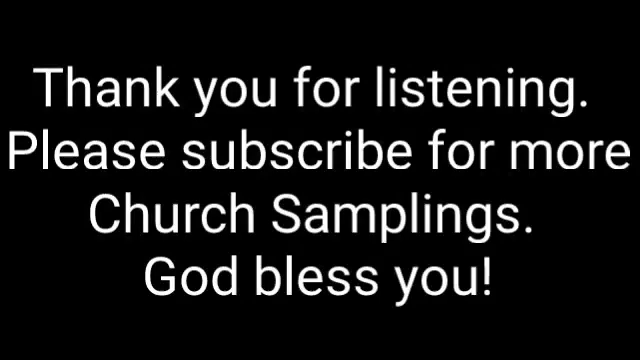 Thank you for listening.
Please subscribe for more
Church Samplings.
God bless you!